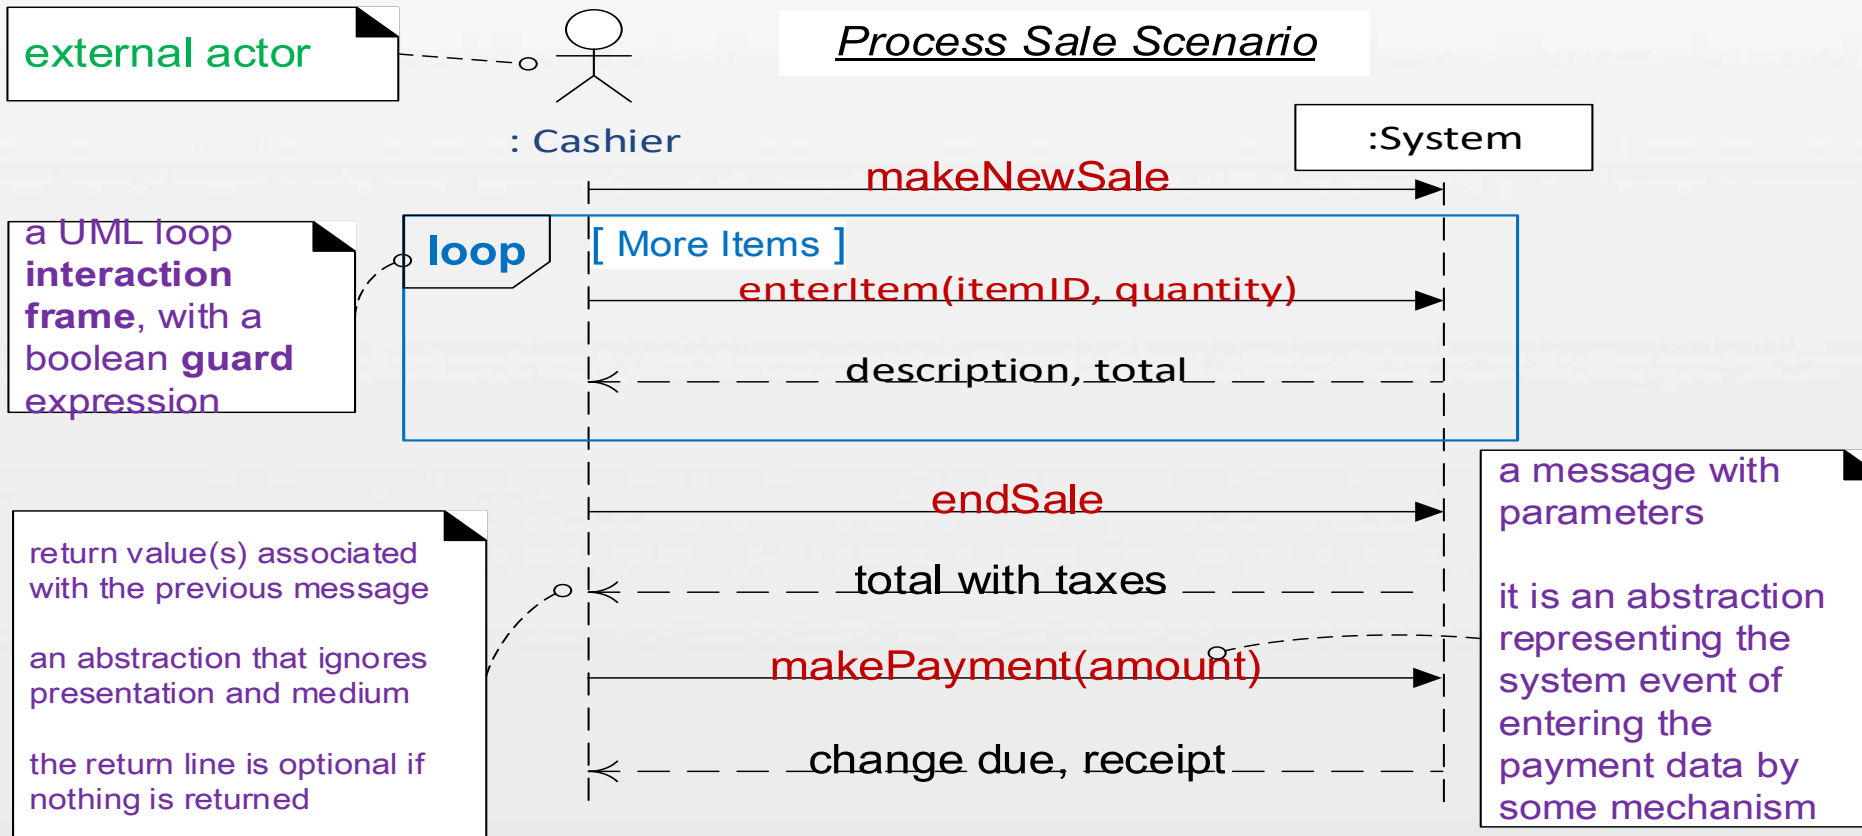 external actor
Process Sale Scenario
: Cashier
:System
makeNewSale
a UML loop
interaction
frame, with a
boolean guard
expression
loop
[ More Items ]
enterItem(itemID, quantity)
description, total
endSale
a message with
parameters
it is an abstraction
representing the
system event of
entering the
payment data by
some mechanism
return value(s) associated
with the previous message
an abstraction that ignores
presentation and medium
the return line is optional if
nothing is returned
total with taxes
makePayment(amount)
change due, receipt